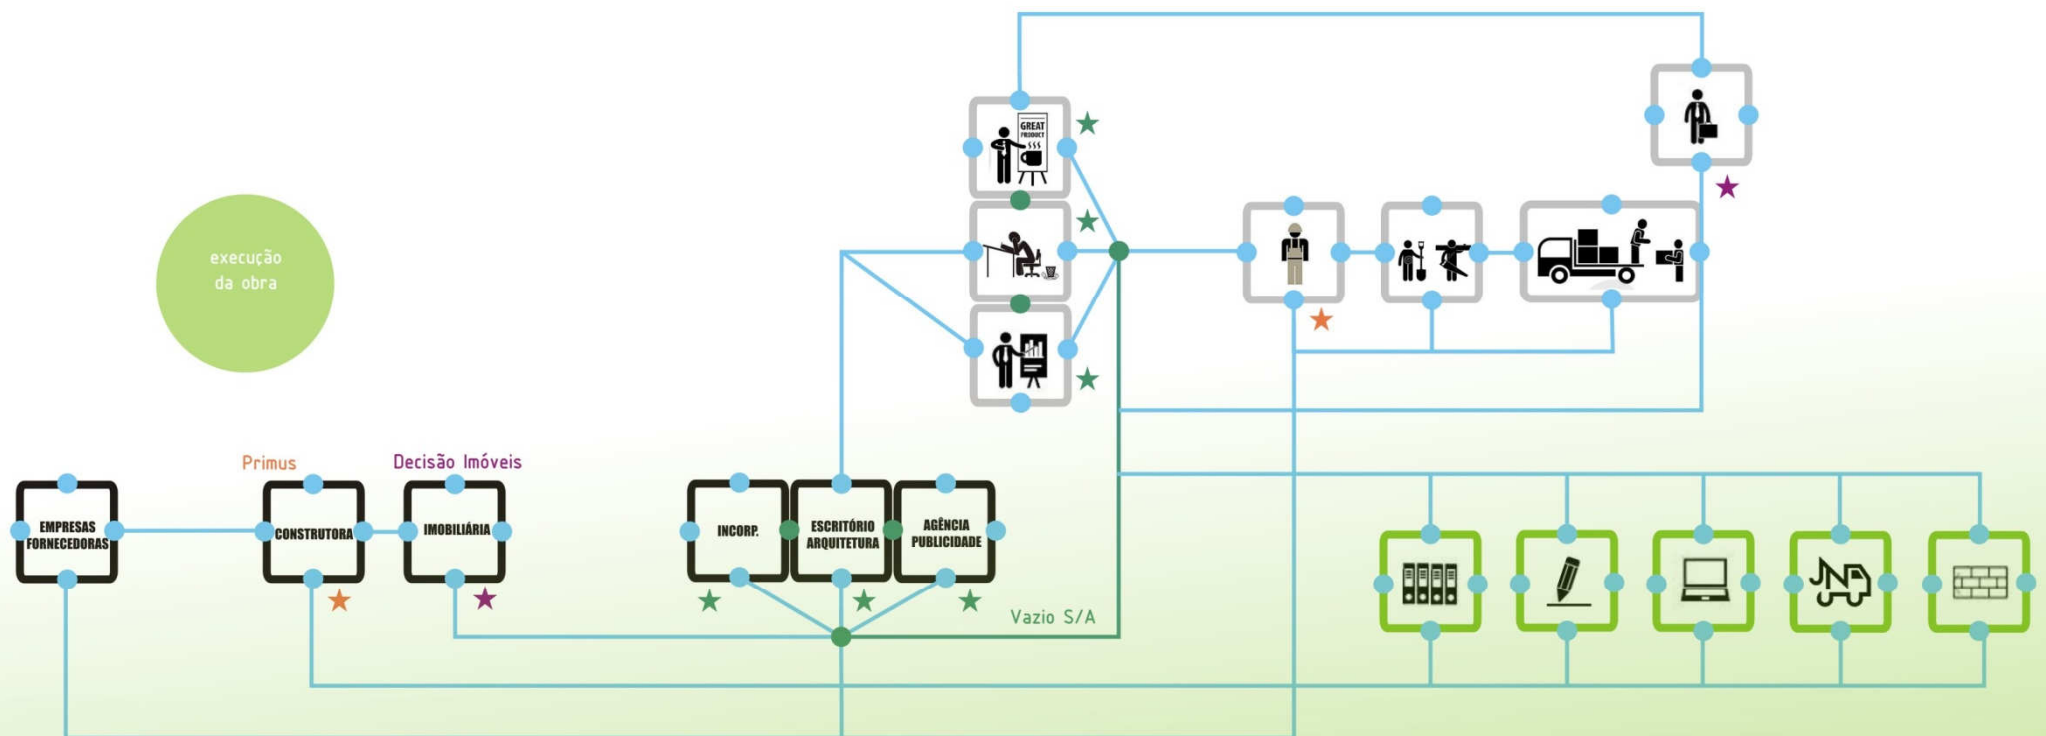 GREAT
PRODUCT
execução
da obra
Primus
Decisão Imóveis
EMPRESAS
FORNECEDORAS
CONSTRUTORA
IMOBILIÁRIA
INCORP.
ESCRITÓRIO
ARQUITETURA
AGÊNCIA
PUBLICIDADE
Vazio S/A